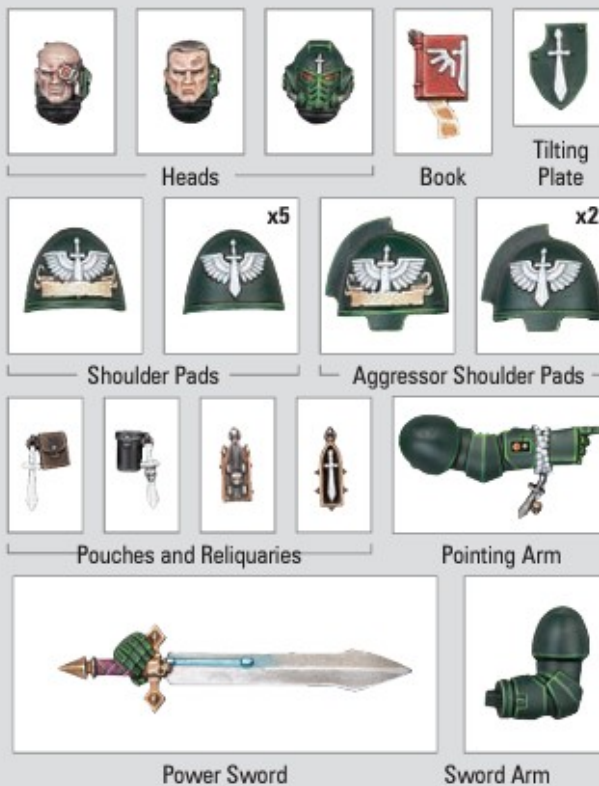 Heads
Book
Tilting
Plate
x5
x2
Shoulder Pads
Aggressor Shoulder Pads
Pouches and Reliquaries
Pointing Arm
Power Sword
Sword Arm